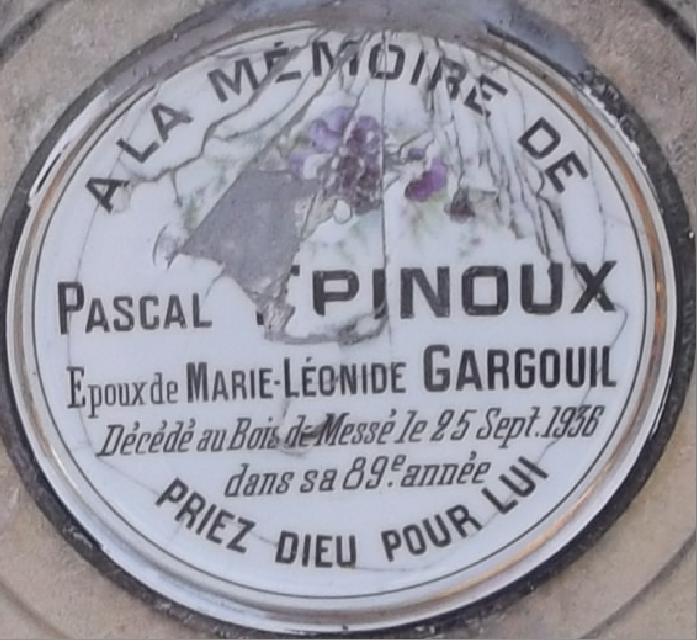 A LA MÉMOIRE DE
PASCAL PINOUX
Epoux de MARIE-LÉONIDE GARGOUIL
Décédé au Bois de Messé le 25 Sept. 1936
dans sa 89e année
PRIEZ DIEU POUR LUI